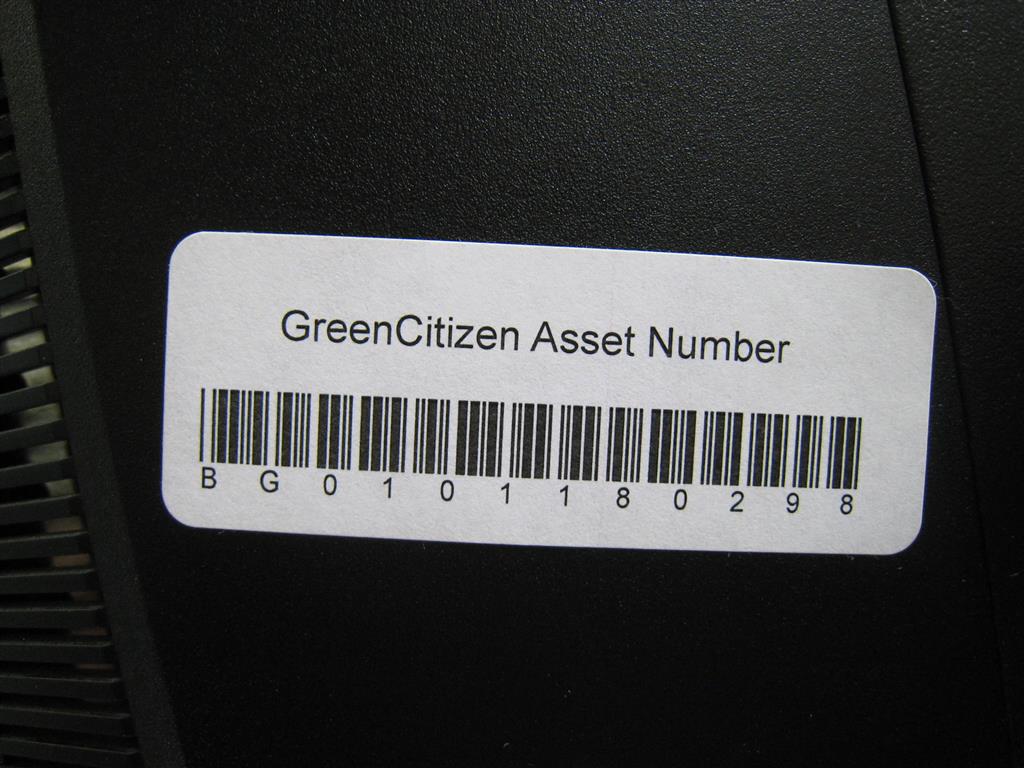 GreenCitizen Asset Number
B G 0 1 0 1 1 8 0 2 9 8